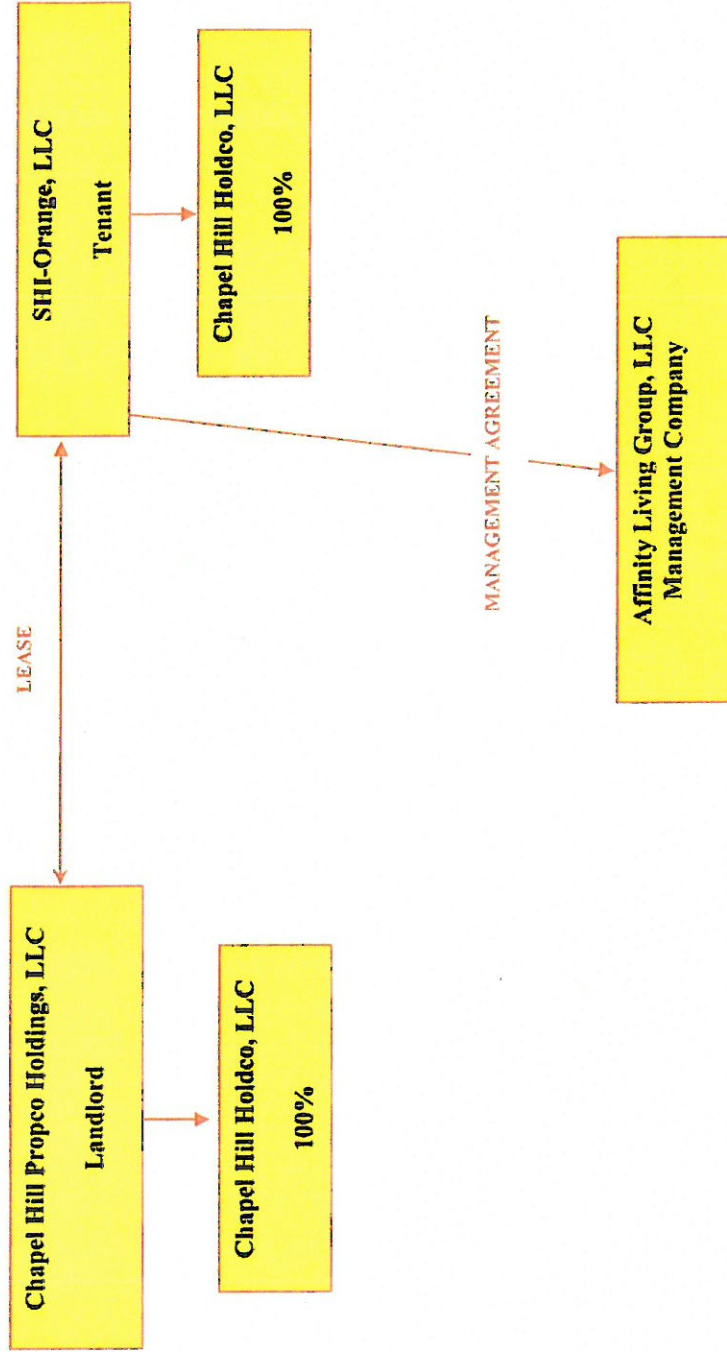 Chapel Hill Propco Holdings, LLC
Landlord
Chapel Hill Holdco, LLC
100%
LEASE
SHI-Orange, LLC
Tenant
Chapel Hill Holdco, LLC
100%
MANAGEMENT AGREEMENT
Affinity Living Group, LLC
Management Company